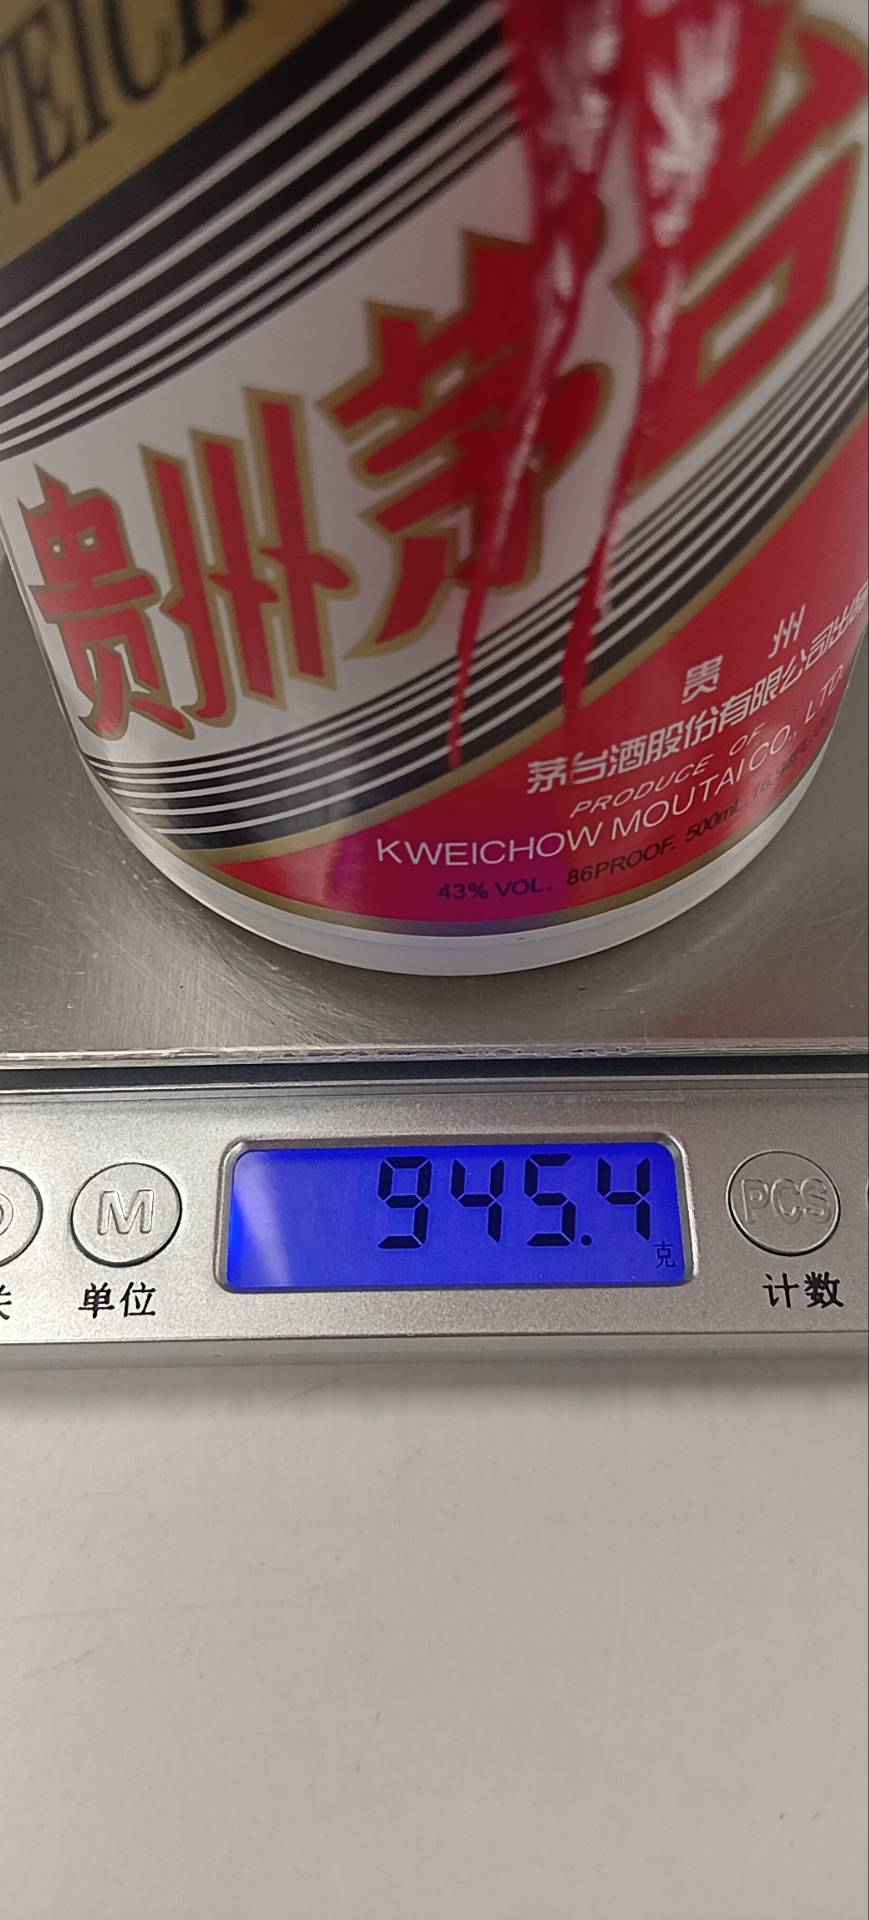 WEICH
贵州茅台
贵 州
茅台酒股份有限公司出品
PRODUCE OF
KWEICHOW MOUTAI CO., LTD.
43% VOL. 86PROOF. 500mL.
945.4
克
M
PCS
关
单位
计数